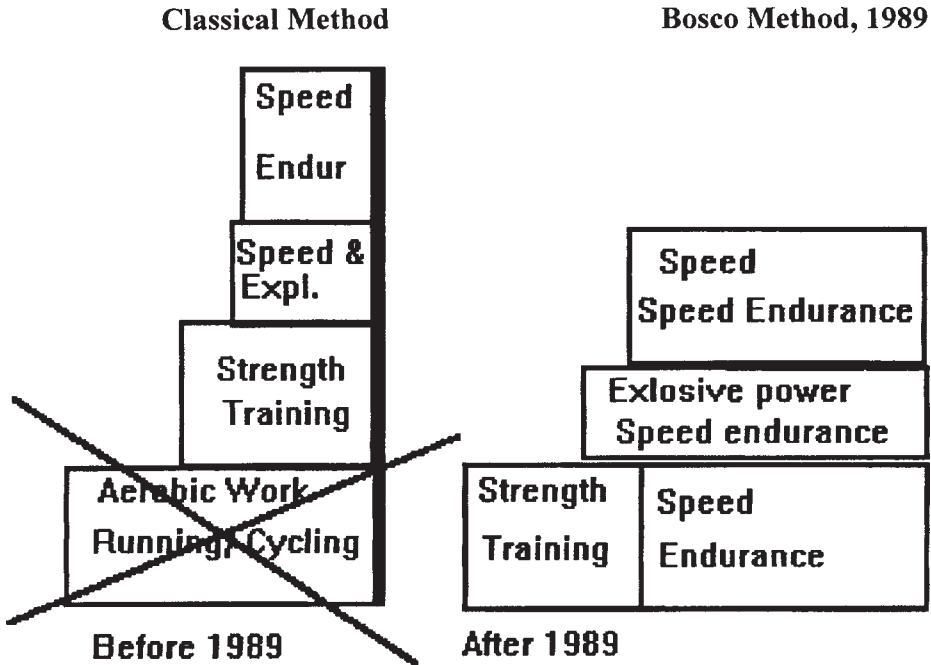 Classical Method
Speed
Endur
Speed &
Expl.
Strength
Training
Aerobic Work
Running, Cycling
Before 1989
Bosco Method, 1989
Speed
Speed Endurance
Exlosive power
Speed endurance
Strength
Training
Speed
Endurance
After 1989